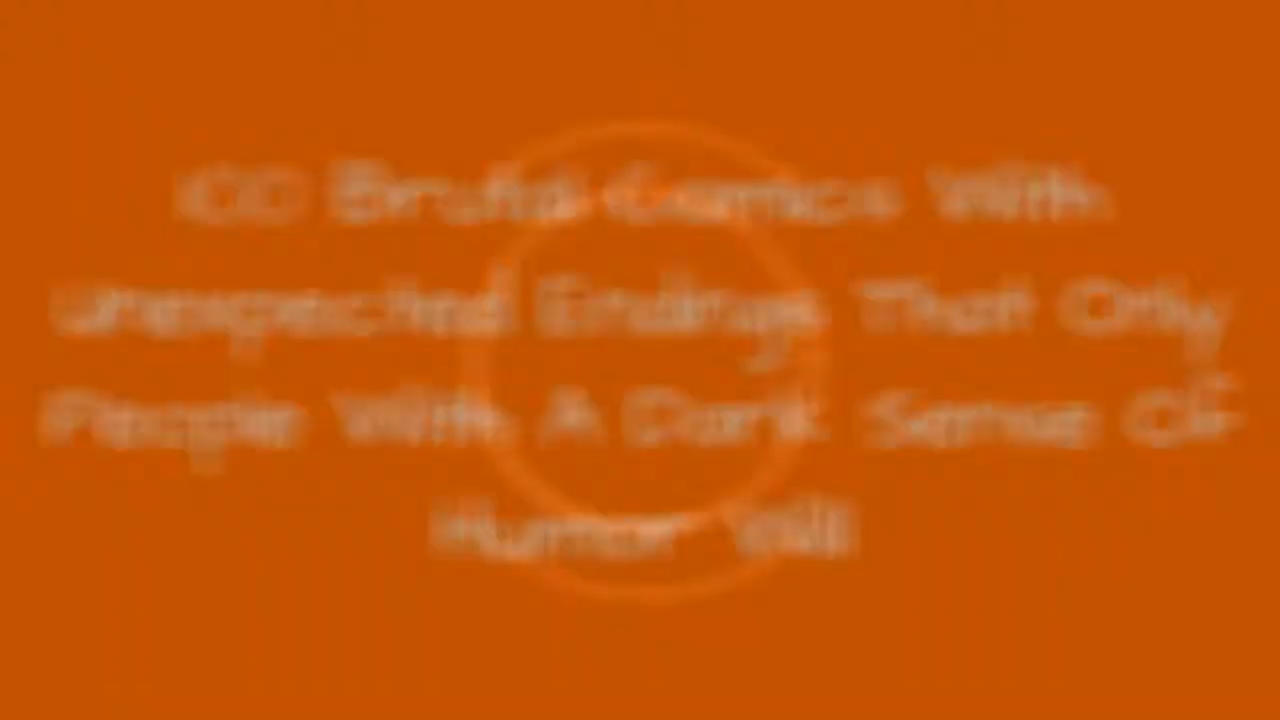 100 Brutal Comics With
Unexpected Endings That Only
People With A Dark Sense Of
Humor Will